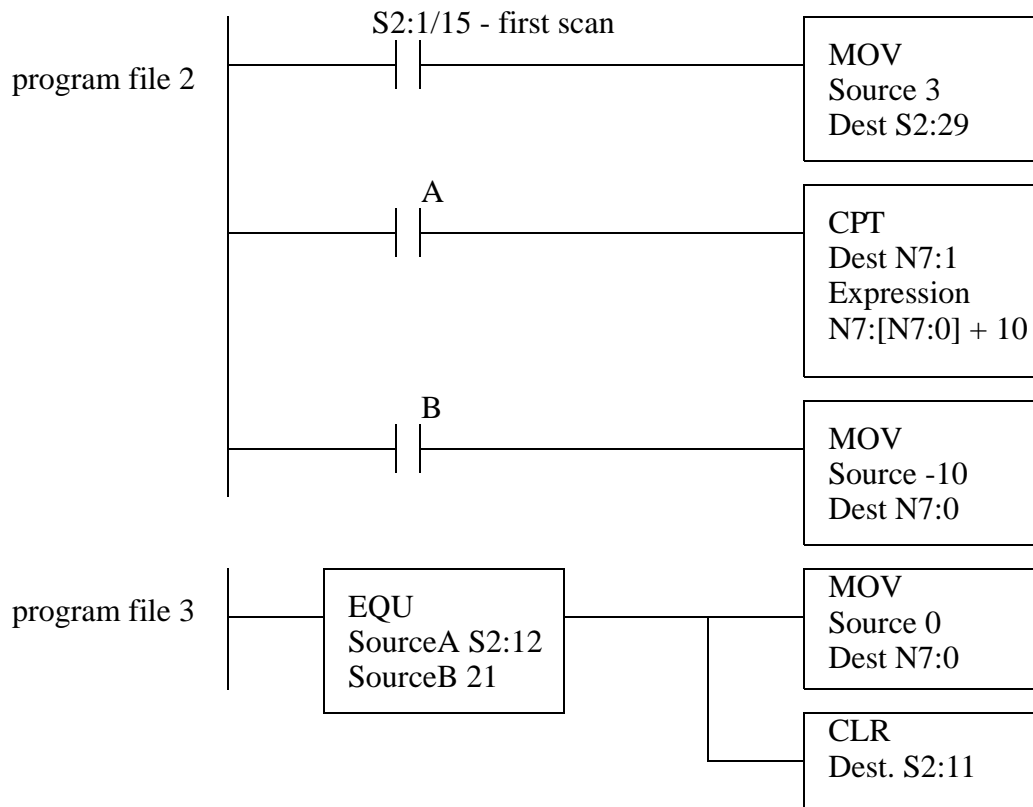 S2:1/15 - first scan
program file 2
MOV
Source 3
Dest S2:29
A
CPT
Dest N7:1
Expression
N7:[N7:0] + 10
B
MOV
Source -10
Dest N7:0
program file 3
EQU
SourceA S2:12
SourceB 21
MOV
Source 0
Dest N7:0
CLR
Dest. S2:11